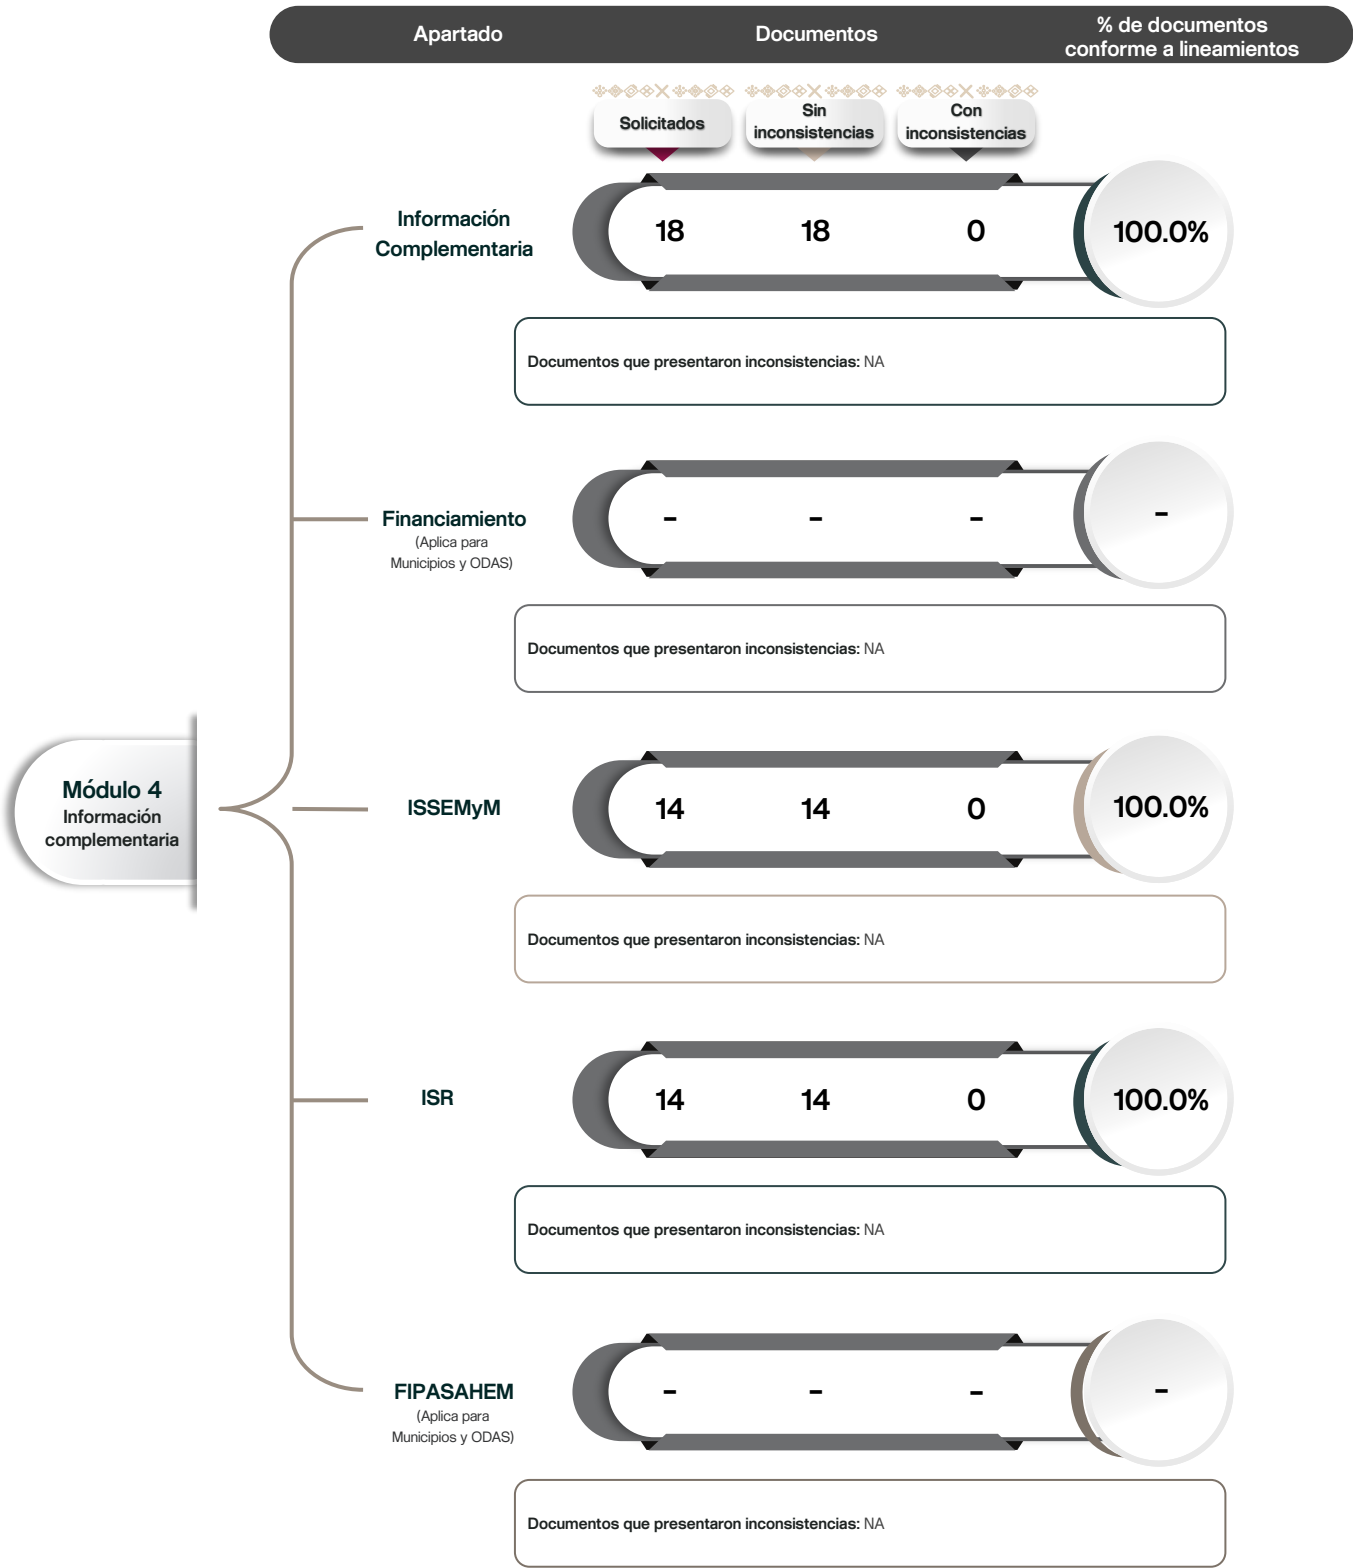 Apartado
Documentos
% de documentos
conforme a lineamientos
Solicitados
Sin
inconsistencias
Con
inconsistencias
Información
Complementaria
18
18
0
100.0%
Documentos que presentaron inconsistencias: NA
Financiamiento
(Aplica para
Municipios y ODAS)
-
-
-
-
Documentos que presentaron inconsistencias: NA
Módulo 4
Información
complementaria
ISSEMyM
14
14
0
100.0%
Documentos que presentaron inconsistencias: NA
ISR
14
14
0
100.0%
Documentos que presentaron inconsistencias: NA
FIPASAHEM
(Aplica para
Municipios y ODAS)
-
-
-
-
Documentos que presentaron inconsistencias: NA